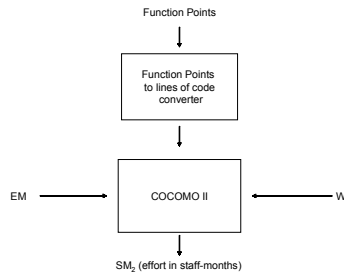 Function Points
Function Points
to lines of code
converter
EM
COCOMO II
W
SM₂ (effort in staff-months)